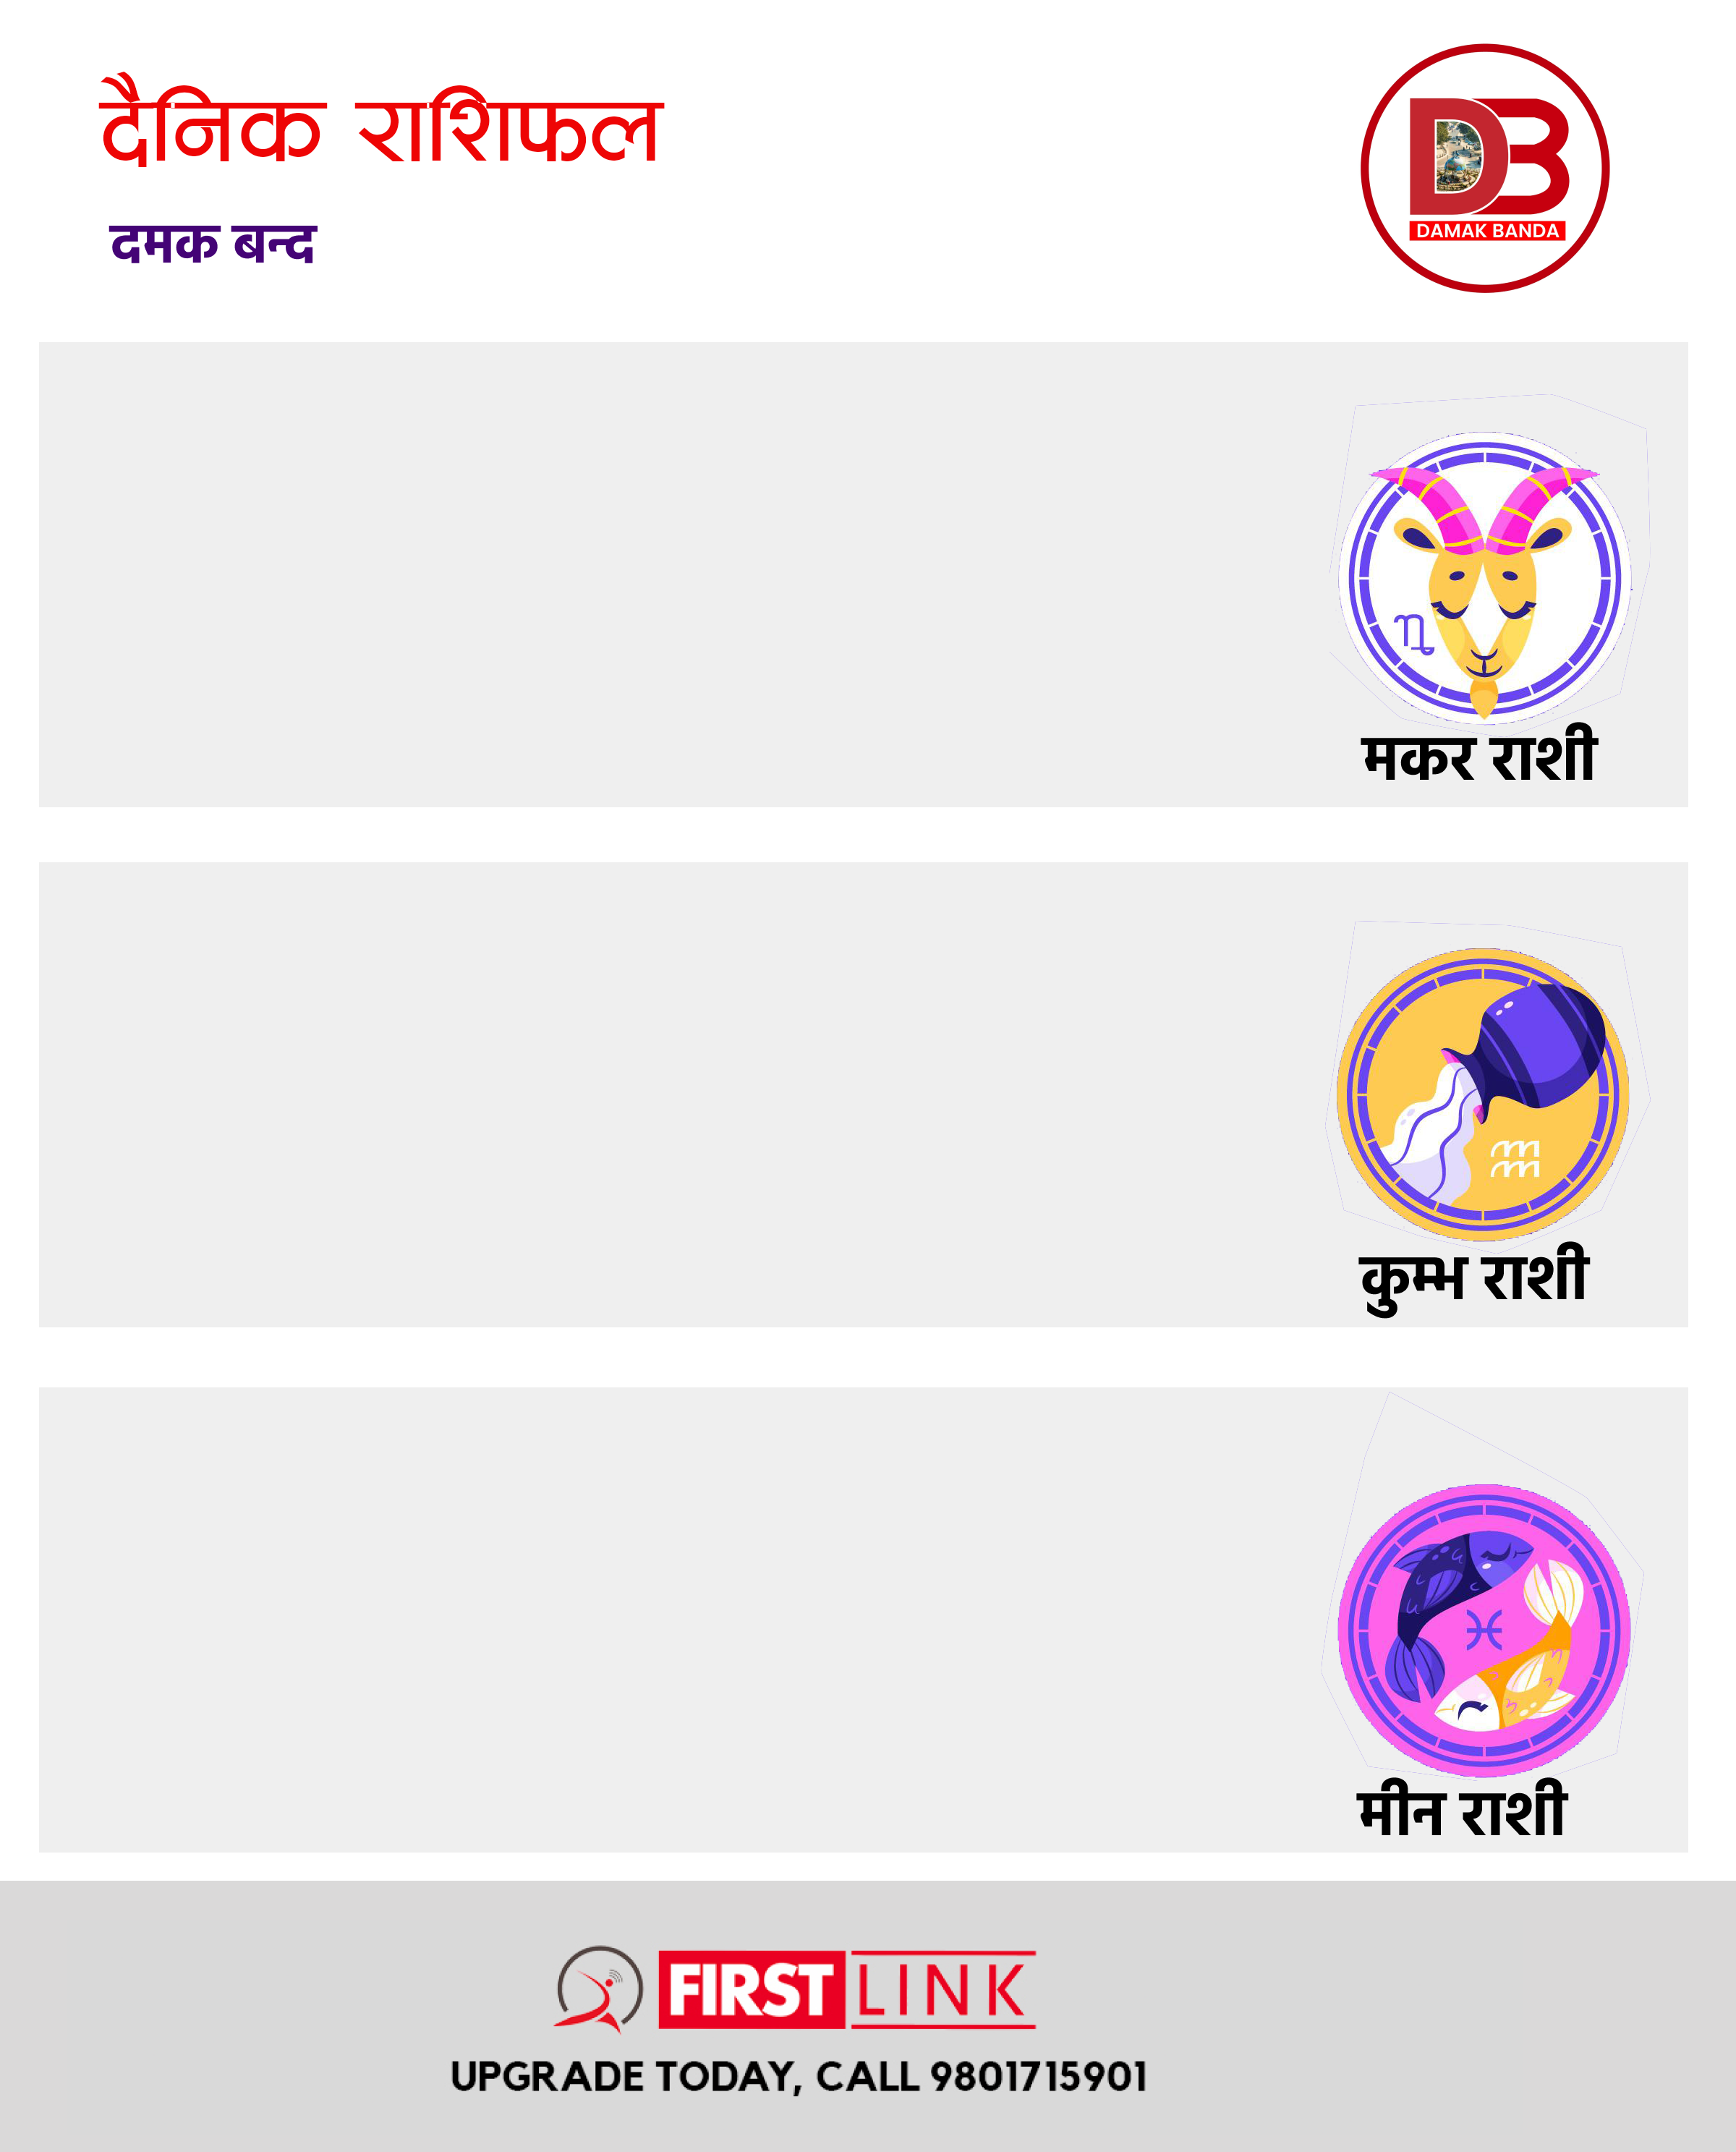 दैनिक राशिफल
दमक बन्द
DB
DAMAK BANDA
मकर राशी
कुम्भ राशी
मीन राशी
FIRST LINK
UPGRADE TODAY, CALL 9801715901